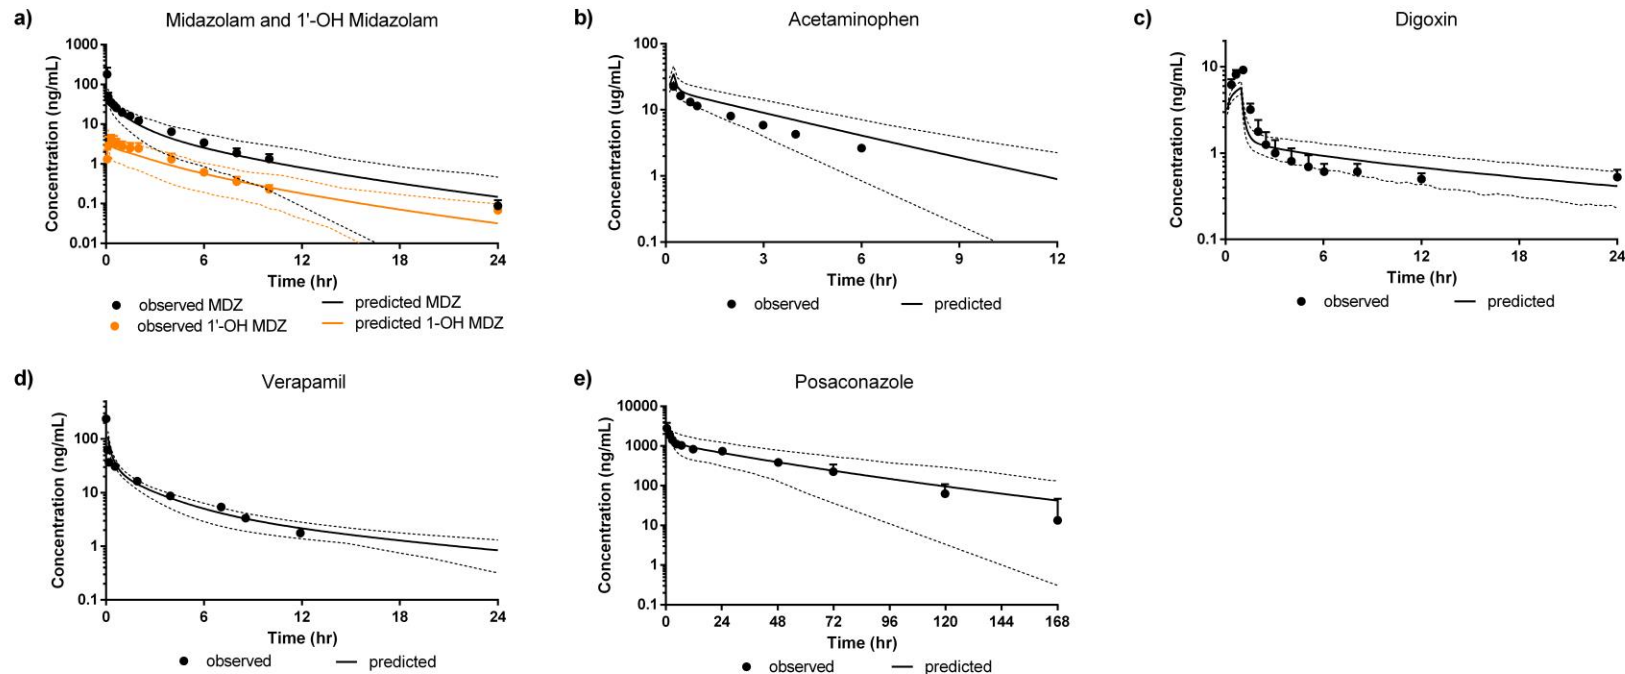 a) Midazolam and 1'-OH Midazolam
Concentration (ng/mL)
1000
100
10
1
0.1
0.01
0 6 12 18 24
Time (hr)
observed MDZ predicted MDZ
observed 1'-OH MDZ predicted 1-OH MDZ
b) Acetaminophen
Concentration (ug/mL)
100
10
1
0.1
0 3 6 9 12
Time (hr)
observed predicted
c) Digoxin
Concentration (ng/mL)
10
1
0.1
0 6 12 24
Time (hr)
observed predicted
d) Verapamil
Concentration (ng/mL)
100
10
1
0.1
0 6 12 18 24
Time (hr)
observed predicted
e) Posaconazole
Concentration (ng/mL)
10000
1000
100
10
1
0.1
0 24 48 72 96 120 144 168
Time (hr)
observed predicted